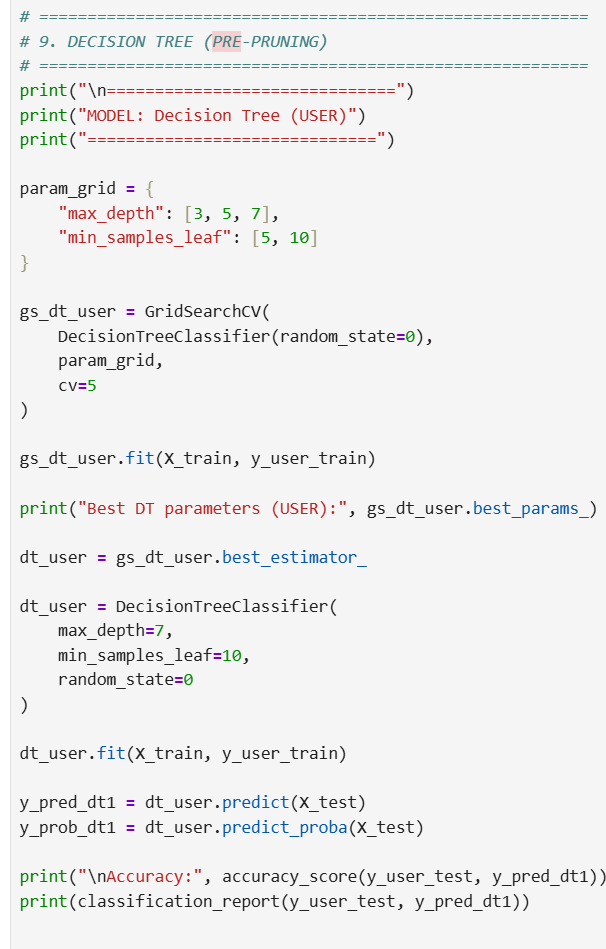 # =========================================================
# 9. DECISION TREE (PRE-PRUNING)
# =========================================================
print("\n==============================")
print("MODEL: Decision Tree (USER)")
print("==============================")

param_grid = {
    "max_depth": [3, 5, 7],
    "min_samples_leaf": [5, 10]
}

gs_dt_user = GridSearchCV(
    DecisionTreeClassifier(random_state=0),
    param_grid,
    cv=5
)

gs_dt_user.fit(X_train, y_user_train)

print("Best DT parameters (USER):", gs_dt_user.best_params_)

dt_user = gs_dt_user.best_estimator_

dt_user = DecisionTreeClassifier(
    max_depth=7,
    min_samples_leaf=10,
    random_state=0
)

dt_user.fit(X_train, y_user_train)

y_pred_dt1 = dt_user.predict(X_test)
y_prob_dt1 = dt_user.predict_proba(X_test)

print("\nAccuracy:", accuracy_score(y_user_test, y_pred_dt1))
print(classification_report(y_user_test, y_pred_dt1))